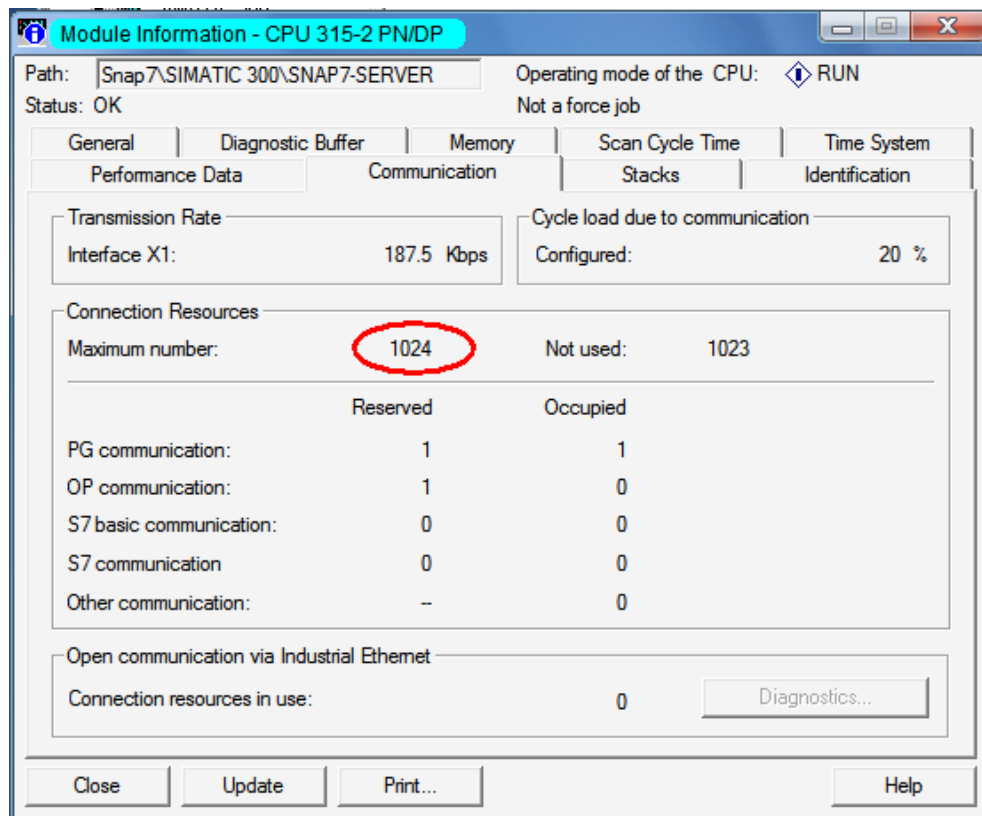 Module Information - CPU 315-2 PN/DP
Path: Snap7\SIMATIC 300\SNAP7-SERVER Operating mode of the CPU: RUN
Status: OK Not a force job
General Diagnostic Buffer Memory Scan Cycle Time Time System
Performance Data Communication Stacks Identification
Transmission Rate Cycle load due to communication
Interface X1: 187.5 Kbps Configured: 20 %
Connection Resources
Maximum number: 1024 Not used: 1023
Reserved Occupied
PG communication: 1 1
OP communication: 1 0
S7 basic communication: 0 0
S7 communication 0 0
Other communication: -- 0
Open communication via Industrial Ethernet
Connection resources in use: 0 Diagnostics...
Close Update Print... Help